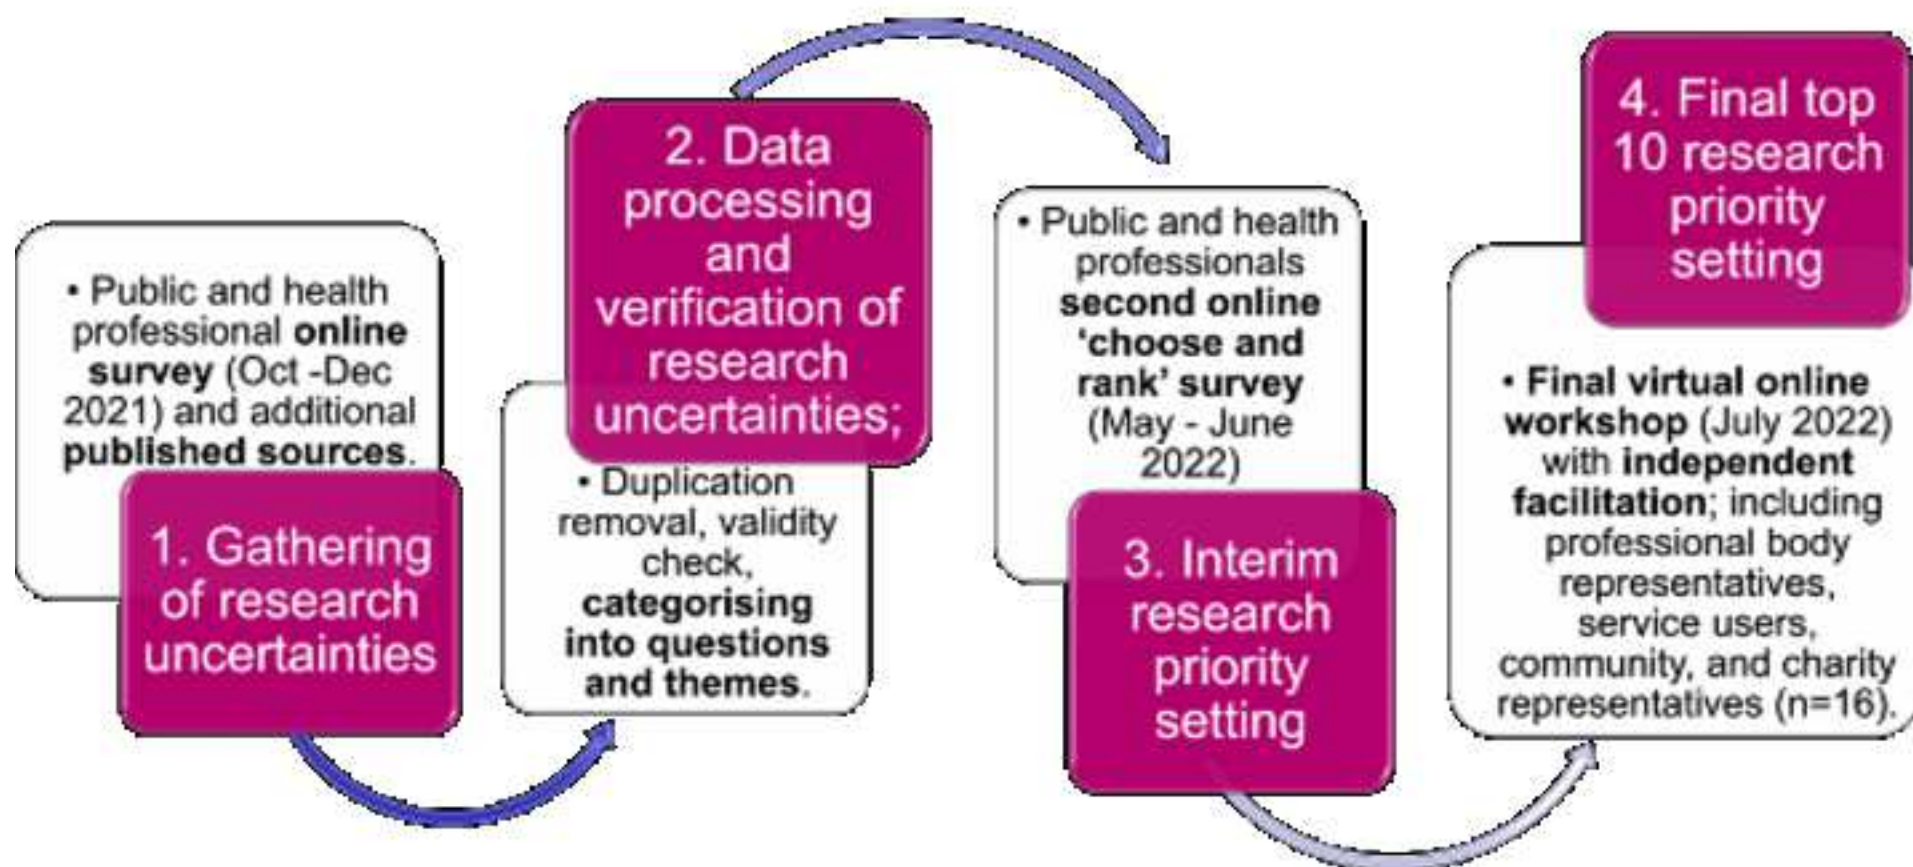 • Public and health
professional online
survey (Oct -Dec
2021) and additional
published sources.
1. Gathering
of research
uncertainties
2. Data
processing
and
verification of
research
uncertainties;
• Duplication
removal, validity
check,
categorising
into questions
and themes.
• Public and health
professionals
second online
‘choose and
rank’ survey
(May - June
2022)
3. Interim
research
priority
setting
4. Final top
10 research
priority
setting
• Final virtual online
workshop (July 2022)
with independent
facilitation; including
professional body
representatives,
service users,
community, and charity
representatives (n=16).